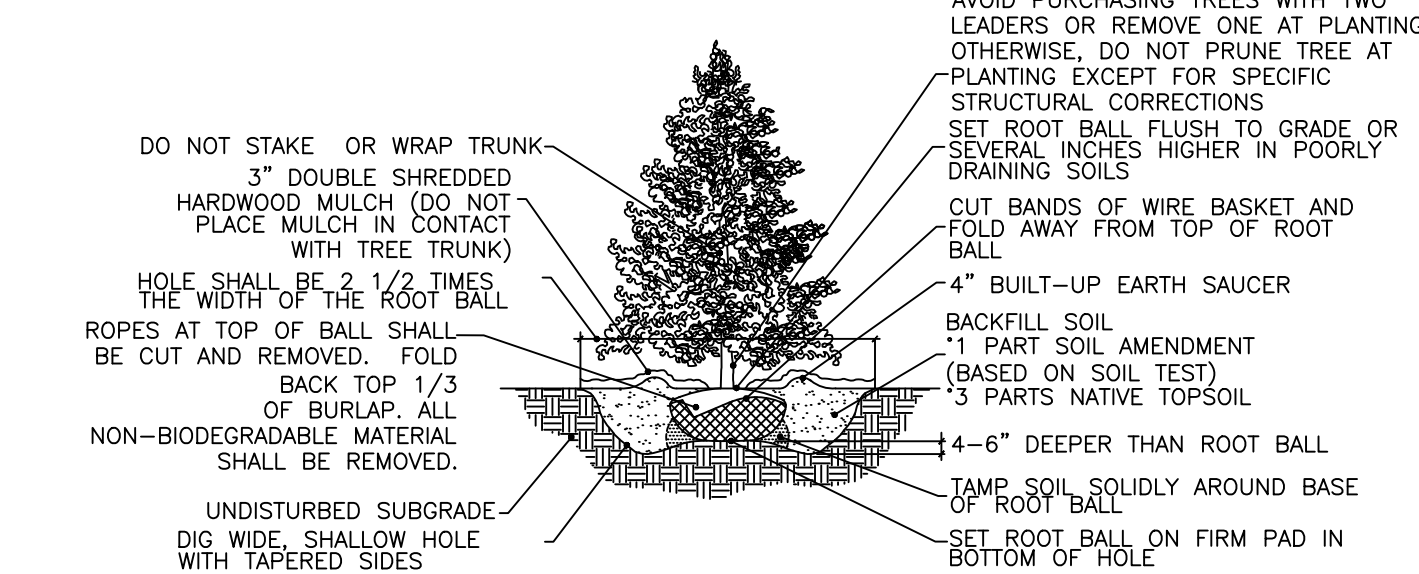 DO NOT STAKE OR WRAP TRUNK
3” DOUBLE SHREDDED
HARDWOOD MULCH (DO NOT
PLACE MULCH IN CONTACT
WITH TREE TRUNK)
HOLE SHALL BE 2 1/2 TIMES
THE WIDTH OF THE ROOT BALL
ROPES AT TOP OF BALL SHALL
BE CUT AND REMOVED. FOLD
BACK TOP 1/3
OF BURLAP. ALL
NON-BIODEGRADABLE MATERIAL
SHALL BE REMOVED.
UNDISTURBED SUBGRADE
DIG WIDE, SHALLOW HOLE
WITH TAPERED SIDES
AVOID PURCHASING TREES WITH TWO
LEADERS OR REMOVE ONE AT PLANTING
OTHERWISE, DO NOT PRUNE TREE AT
PLANTING EXCEPT FOR SPECIFIC
STRUCTURAL CORRECTIONS
SET ROOT BALL FLUSH TO GRADE OR
SEVERAL INCHES HIGHER IN POORLY
DRAINING SOILS
CUT BANDS OF WIRE BASKET AND
FOLD AWAY FROM TOP OF ROOT
BALL
4” BUILT-UP EARTH SAUCER
BACKFILL SOIL
°1 PART SOIL AMENDMENT
(BASED ON SOIL TEST)
°3 PARTS NATIVE TOPSOIL
4-6” DEEPER THAN ROOT BALL
TAMP SOIL SOLIDLY AROUND BASE
OF ROOT BALL
SET ROOT BALL ON FIRM PAD IN
BOTTOM OF HOLE